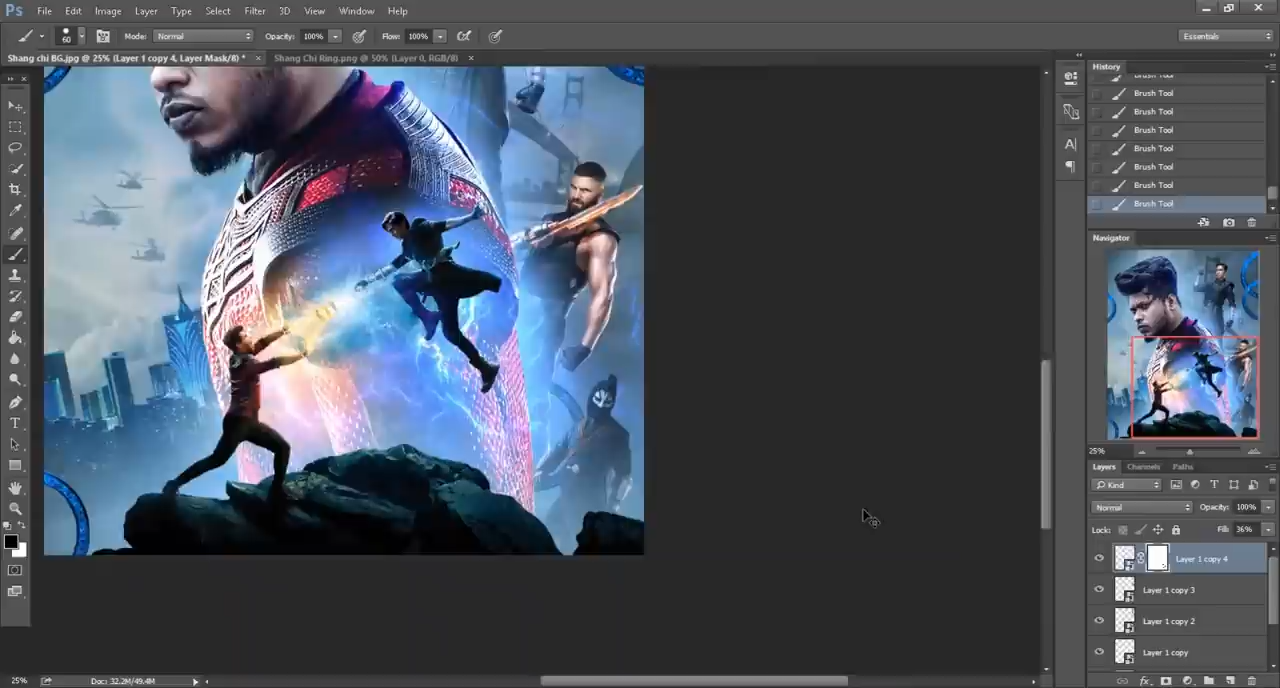 Ps File Edit Image Layer Type Select Filter 3D View Window Help
60 Mode: Normal Opacity: 100% Flow: 100% Essentials
Shang chi BG.jpg @ 25% (Layer 1 copy 4, Layer Mask/8) * × Shang Chi Ring.png @ 50% (Layer 0, RGB/8) ×
History
Brush Tool
Brush Tool
Brush Tool
Brush Tool
Brush Tool
Brush Tool
Brush Tool
Brush Tool
Navigator
25%
Layers Channels Paths
Kind
Normal Opacity: 100%
Lock: Fill: 36%
Layer 1 copy 4
Layer 1 copy 3
Layer 1 copy 2
Layer 1 copy
25% Doc: 32.2M/49.4M